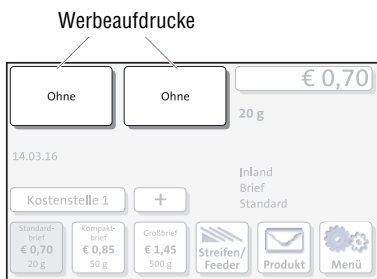 Werbeaufdrucke
Ohne
Ohne
€ 0,70
20 g
14.03.16
Inland
Brief
Standard
Kostenstelle 1
+
Standard-
brief
€ 0,70
20 g
Kompakt-
brief
€ 0,85
50 g
Großbrief
€ 1,45
500 g
Streifen/
Feeder
Produkt
Menü